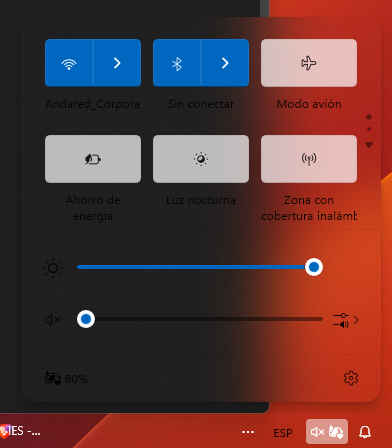 Andared_Corpora
Sin conectar
Modo avión
Ahorro de
energía
Luz nocturna
Zona con
cobertura inalámb
80%
IES -...
ESP